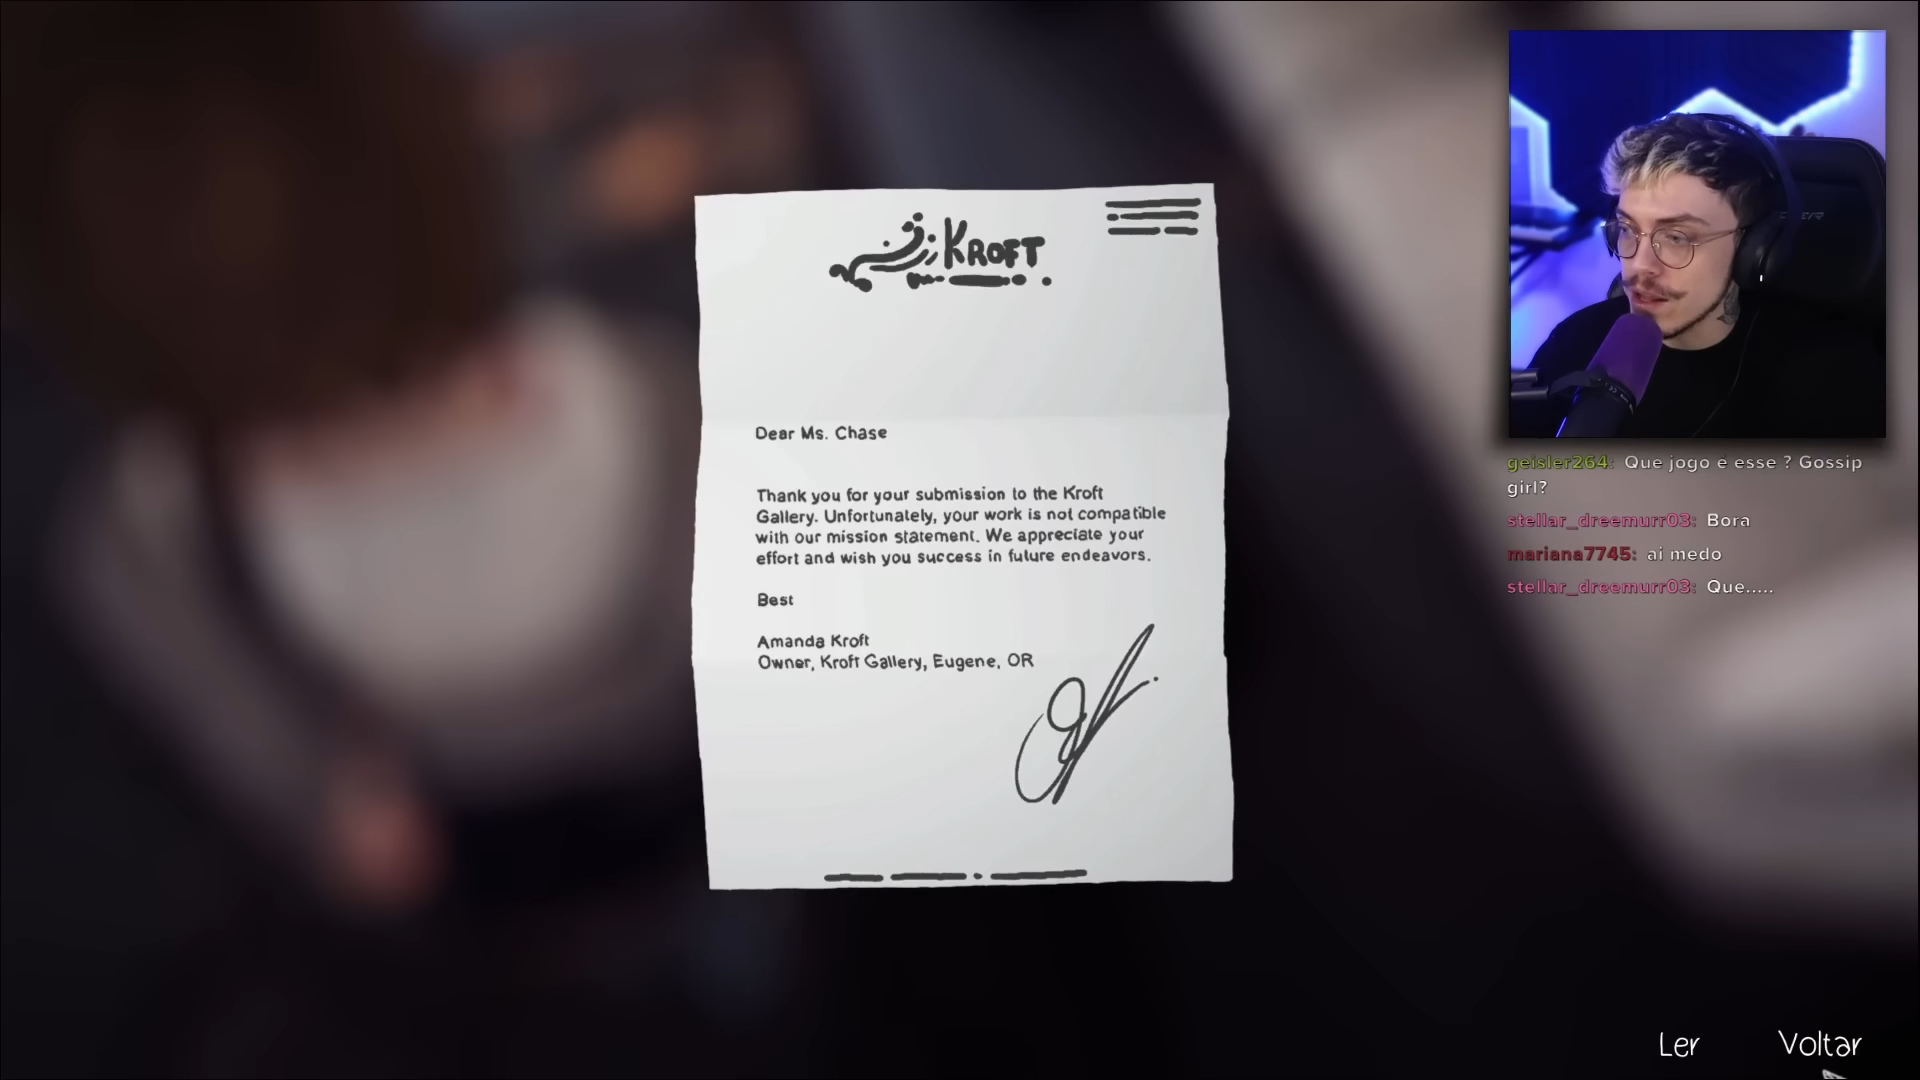 KROFT
Dear Ms. Chase
Thank you for your submission to the Kroft
Gallery. Unfortunately, your work is not compatible
with our mission statement. We appreciate your
effort and wish you success in future endeavors.
Best
Amanda Kroft
Owner, Kroft Gallery, Eugene, OR
geisler264: Que jogo é esse ? Gossip
girl?
stellar_dreemurr03: Bora
mariana7745: ai medo
stellar_dreemurr03: Que.....
Ler
Voltar